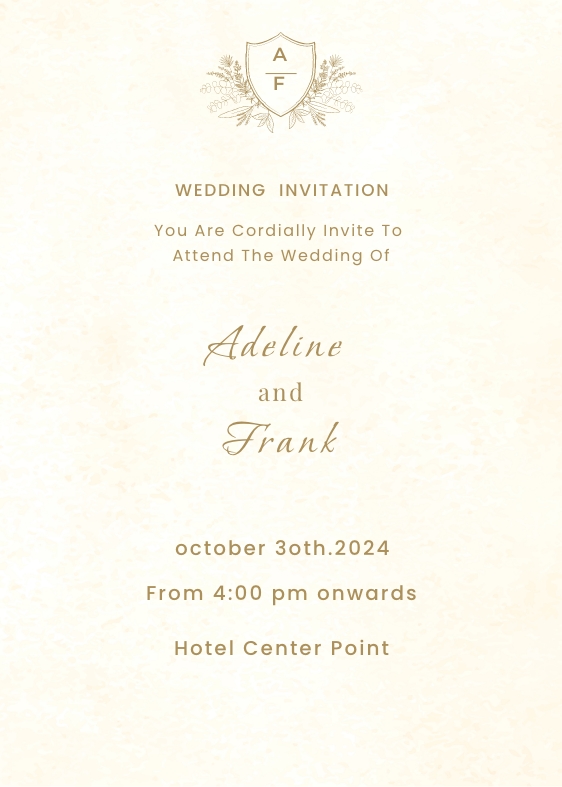 A
F
WEDDING INVITATION
You Are Cordially Invite To
Attend The Wedding Of
Adeline
and
Frank
october 3oth.2024
From 4:00 pm onwards
Hotel Center Point